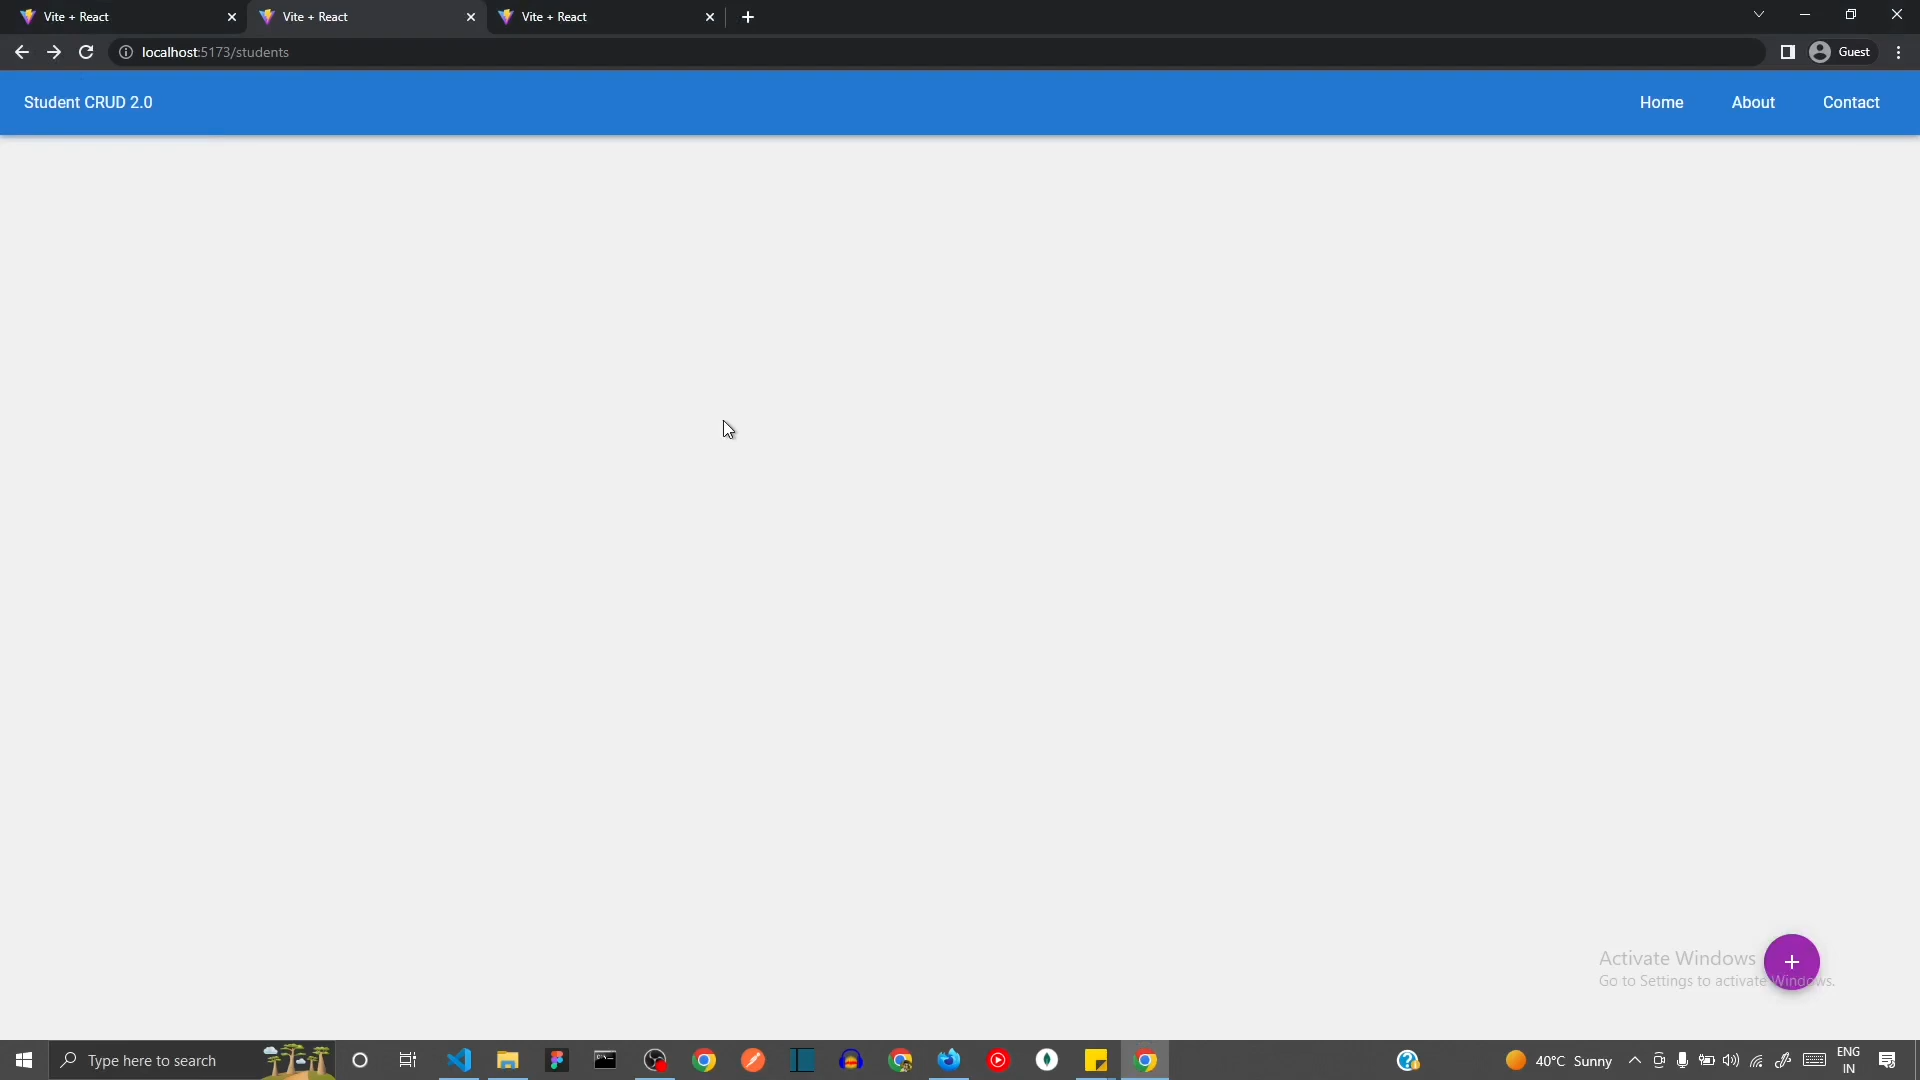 Vite + React
Vite + React
Vite + React
localhost:5173/students
Guest
Student CRUD 2.0
Home
About
Contact
Activate Windows
Go to Settings to activate Windows.
Type here to search
40°C Sunny
ENG
IN